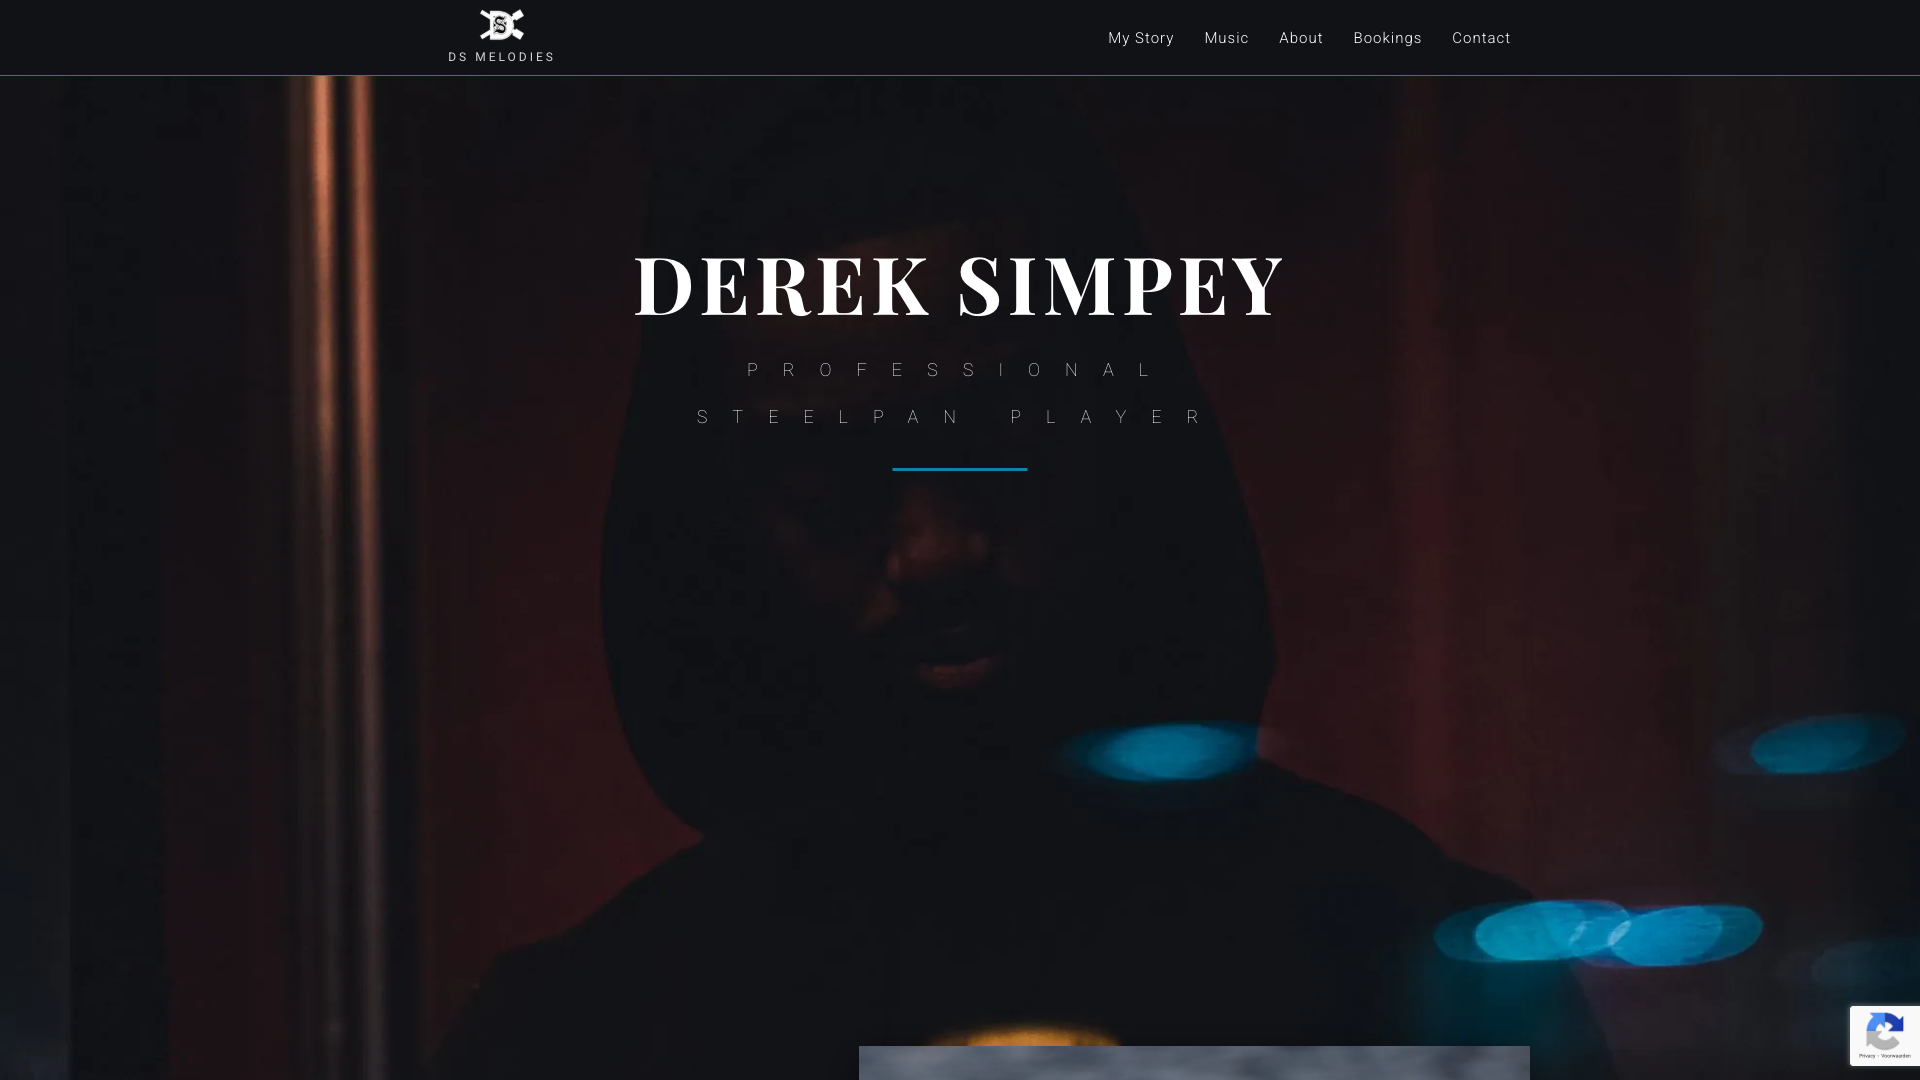 DS MELODIES
My Story Music About Bookings Contact
DEREK SIMPEY
PROFESSIONAL
STEELPAN PLAYER
Privacy - Voorwaarden